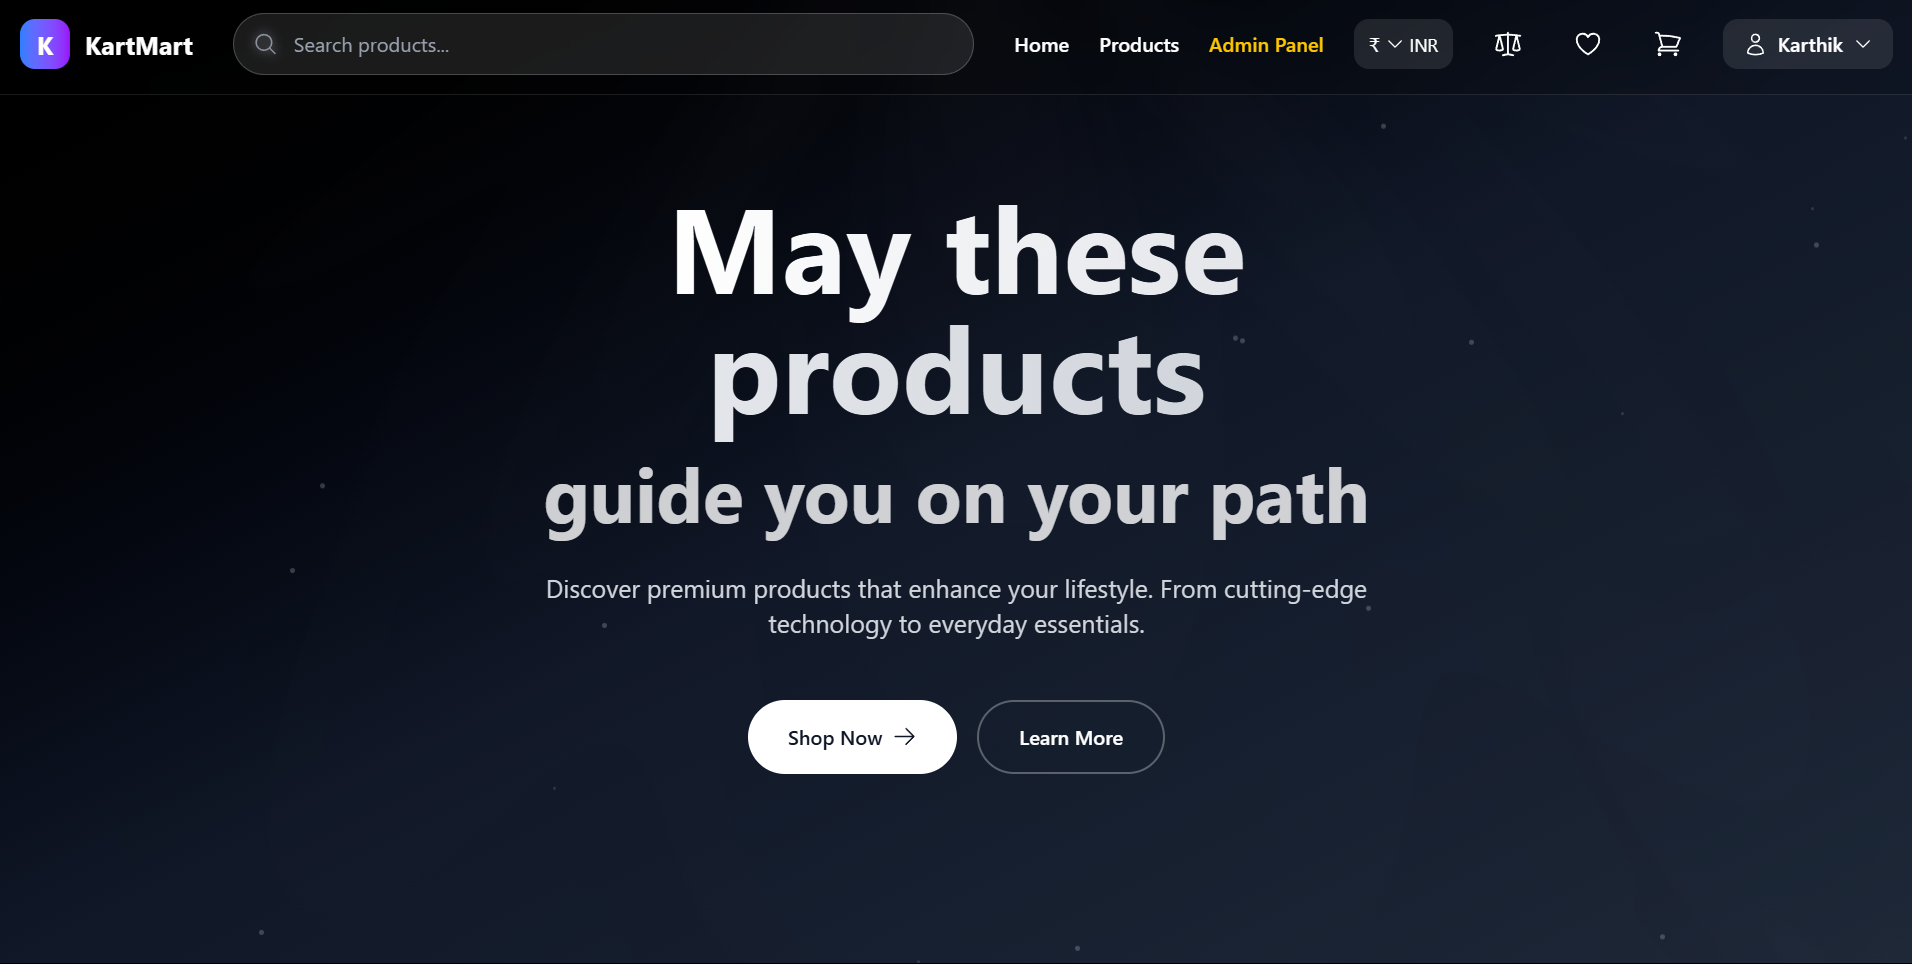 K
KartMart
Search products...
Home
Products
Admin Panel
₹ INR
Karthik
May these
products
guide you on your path
Discover premium products that enhance your lifestyle. From cutting-edge
technology to everyday essentials.
Shop Now
Learn More